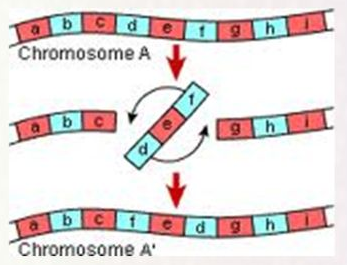 a b c d e f g h i
Chromosome A
a b c d e f g h i
a b c f e d g h i
Chromosome A'